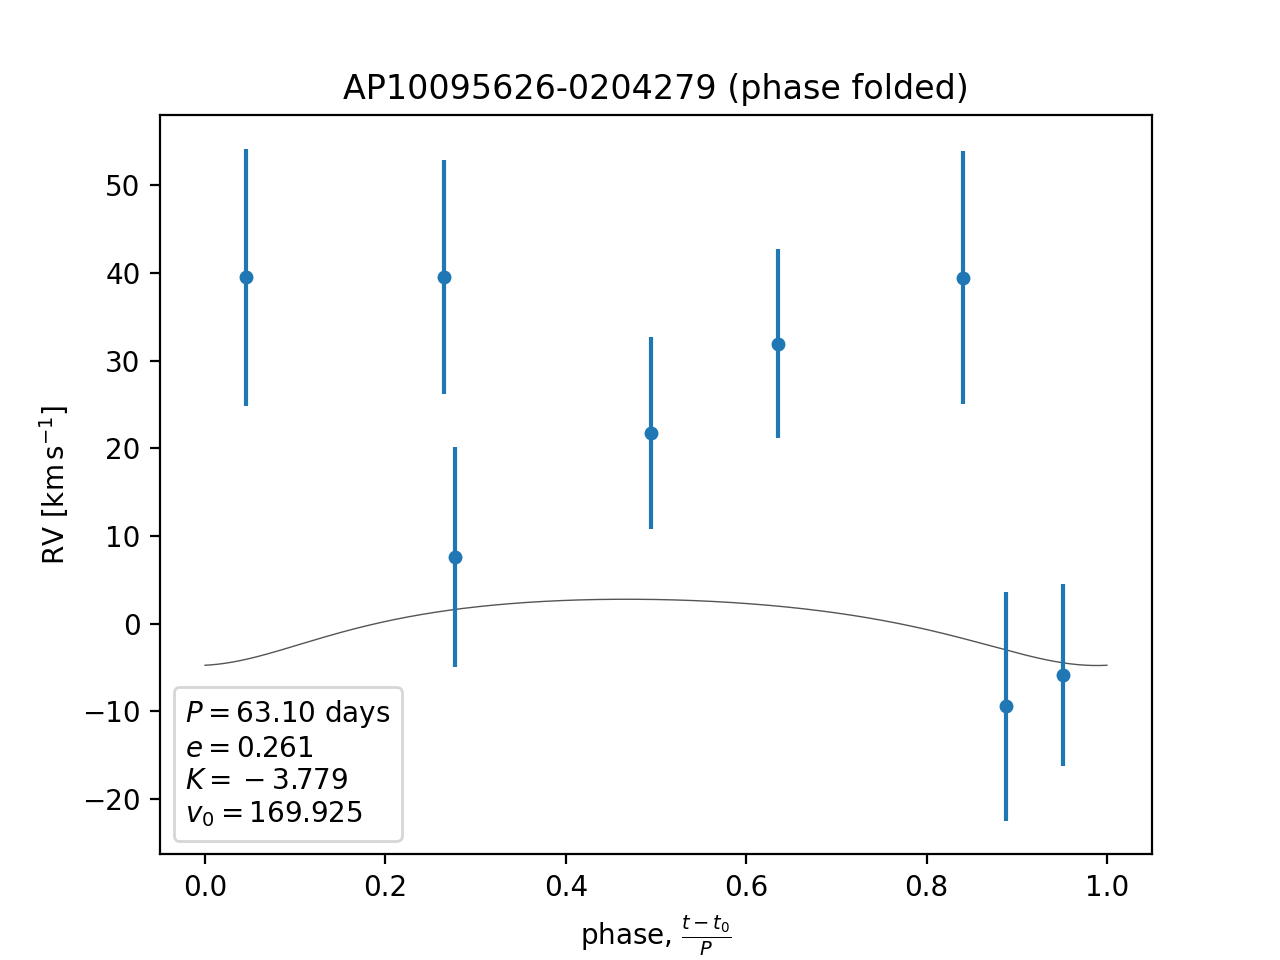 AP10095626-0204279 (phase folded)
RV [km s⁻¹]
50
40
30
20
10
0
−10
−20
P = 63.10 days
e = 0.261
K = − 3.779
v₀ = 169.925
0.0 0.2 0.4 0.6 0.8 1.0
phase, (t − t₀)/P